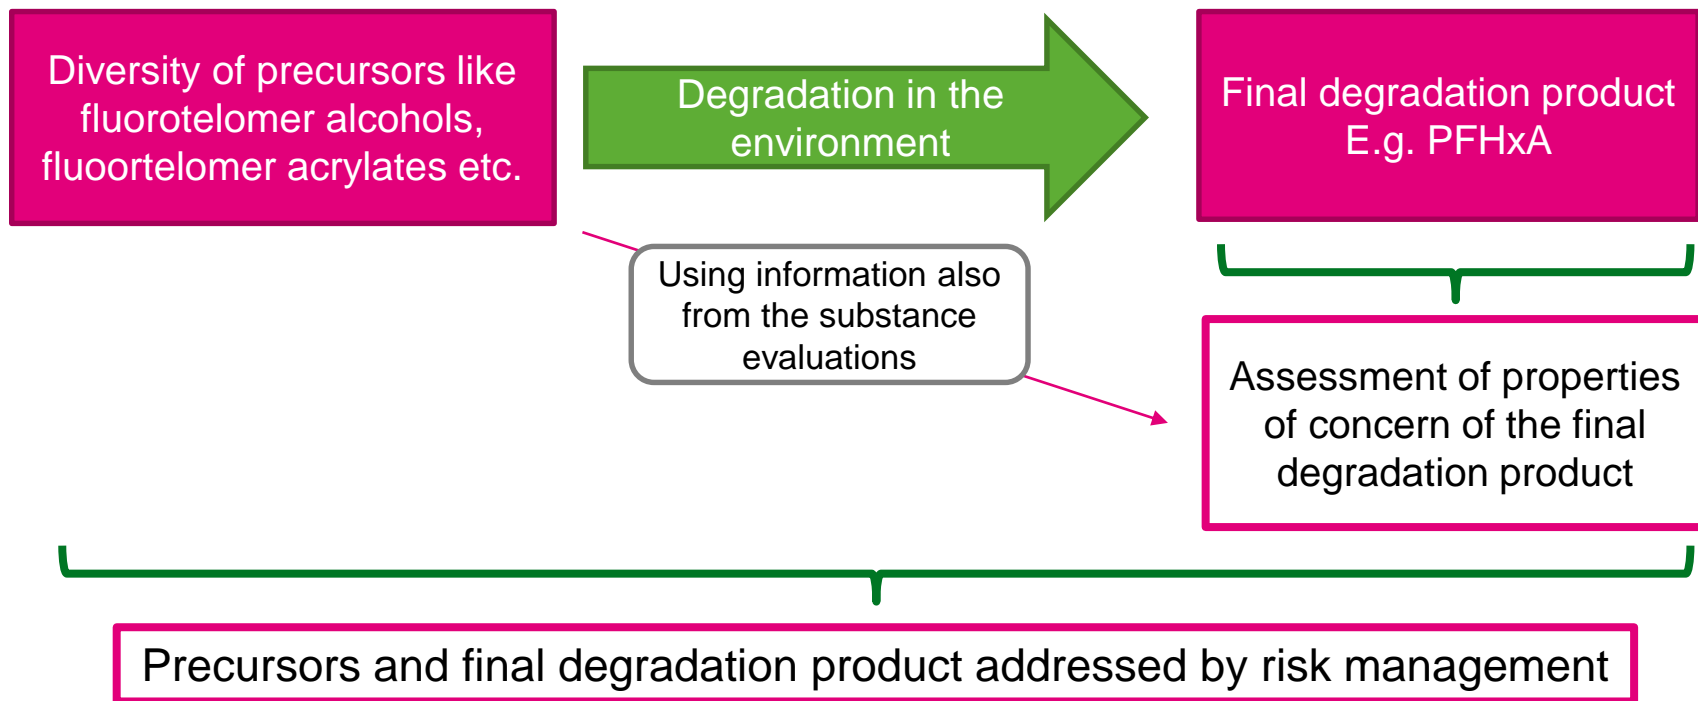 Diversity of precursors like
fluorotelomer alcohols,
fluoortelomer acrylates etc.
Degradation in the
environment
Final degradation product
E.g. PFHxA
Using information also
from the substance
evaluations
Assessment of properties
of concern of the final
degradation product
Precursors and final degradation product addressed by risk management